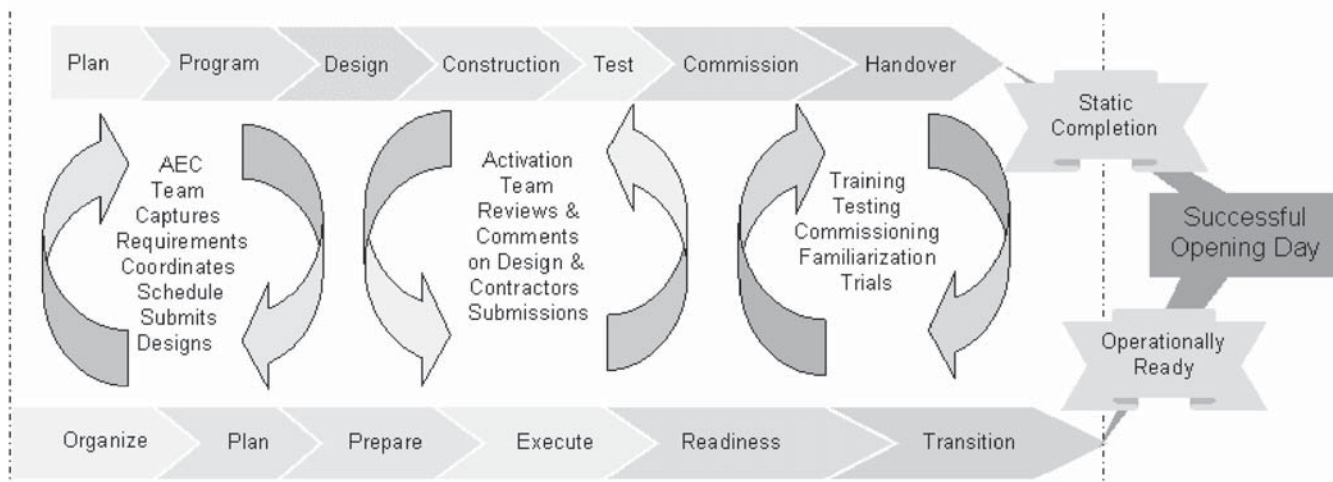 Plan Program Design Construction Test Commission Handover
Static
Completion
AEC
Team
Captures
Requirements
Coordinates
Schedule
Submits
Designs
Activation
Team
Reviews &
Comments
on Design &
Contractors
Submissions
Training
Testing
Commissioning
Familiarization
Trials
Successful
Opening Day
Operationally
Ready
Organize Plan Prepare Execute Readiness Transition